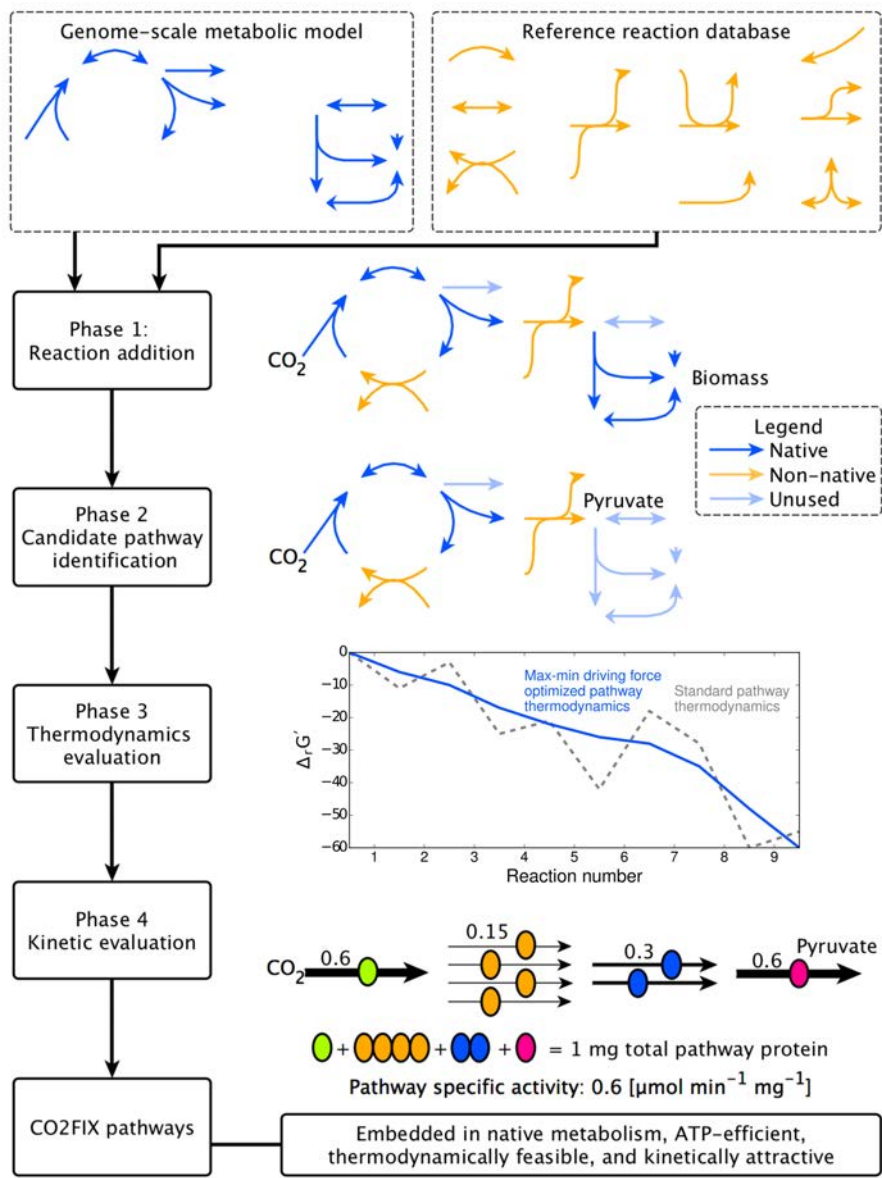 Genome-scale metabolic model
Reference reaction database
Phase 1:
Reaction addition
CO2
Biomass
Legend
Native
Non-native
Unused
Phase 2
Candidate pathway
identification
CO2
Pyruvate
Phase 3
Thermodynamics
evaluation
0
−10
−20
−30
−40
−50
−60
ΔrG′
Max-min driving force
optimized pathway
thermodynamics
Standard pathway
thermodynamics
1 2 3 4 5 6 7 8 9
Reaction number
Phase 4
Kinetic evaluation
CO2
0.6
0.15
0.3
0.6
Pyruvate
+ + + = 1 mg total pathway protein
Pathway specific activity: 0.6 [μmol min⁻¹ mg⁻¹]
CO2FIX pathways
Embedded in native metabolism, ATP-efficient,
thermodynamically feasible, and kinetically attractive